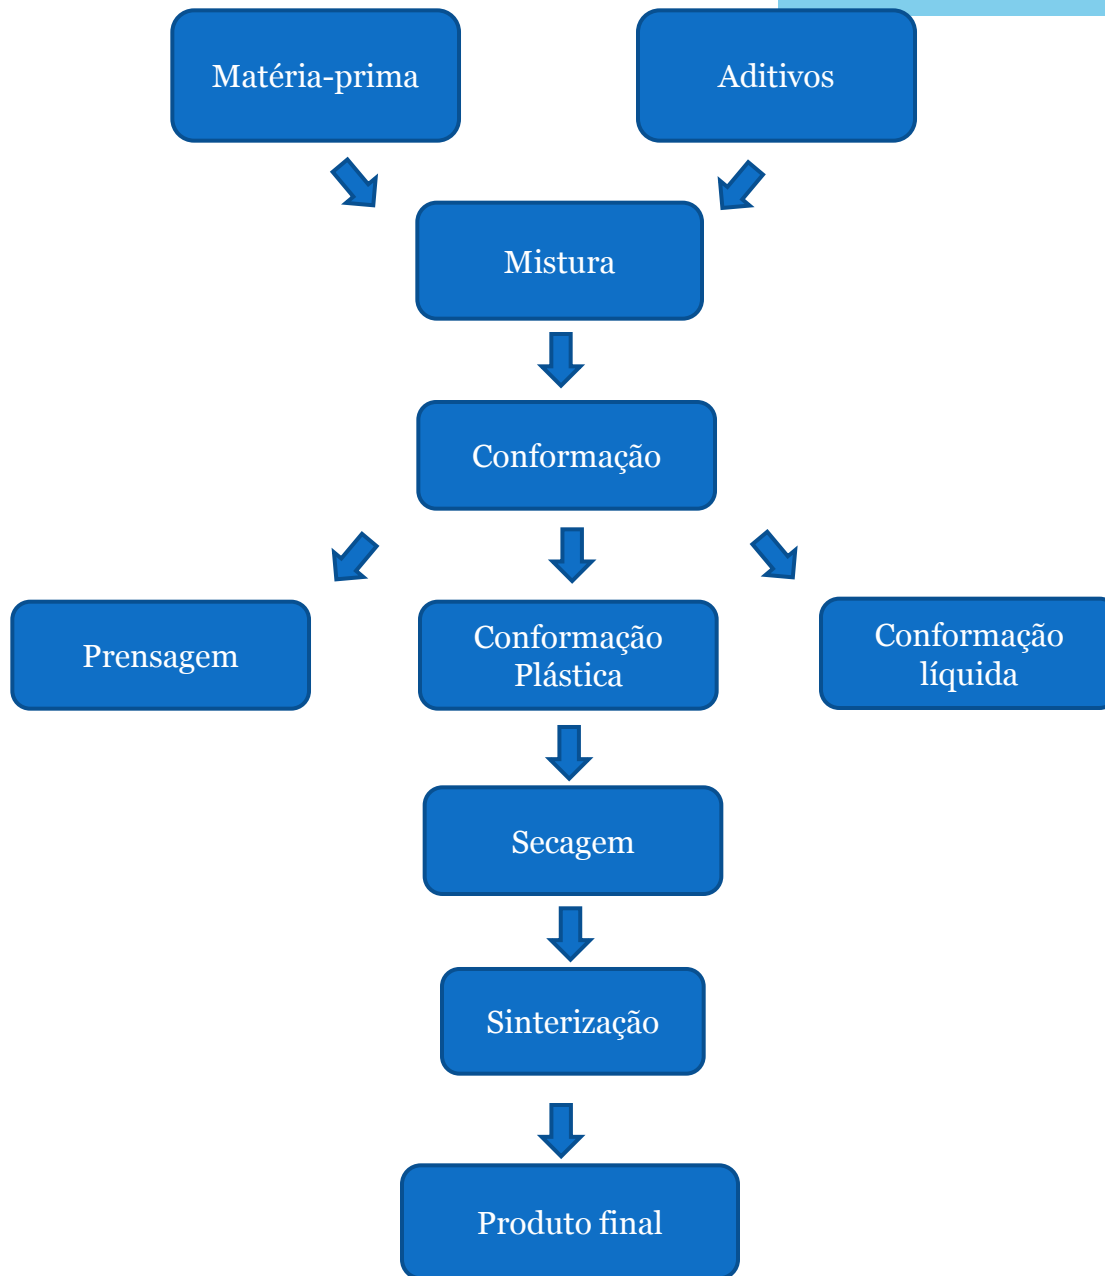 Matéria-prima
Aditivos
Mistura
Conformação
Prensagem
Conformação
Plástica
Conformação
líquida
Secagem
Sinterização
Produto final